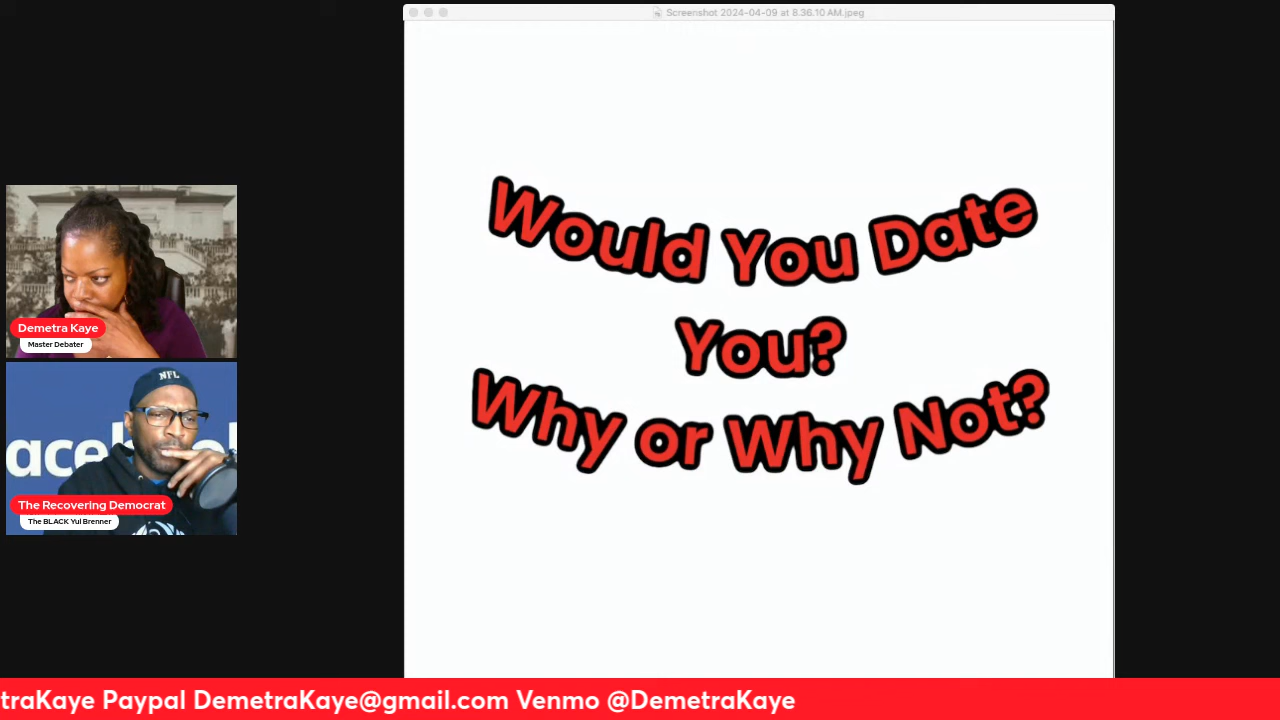 Screenshot 2024-04-09 at 8.36.10 AM.jpeg
Would You Date
You?
Why or Why Not?
Demetra Kaye
Master Debater
NFL
acebook
The Recovering Democrat
The BLACK Yul Brenner
traKaye Paypal DemetraKaye@gmail.com Venmo @DemetraKaye